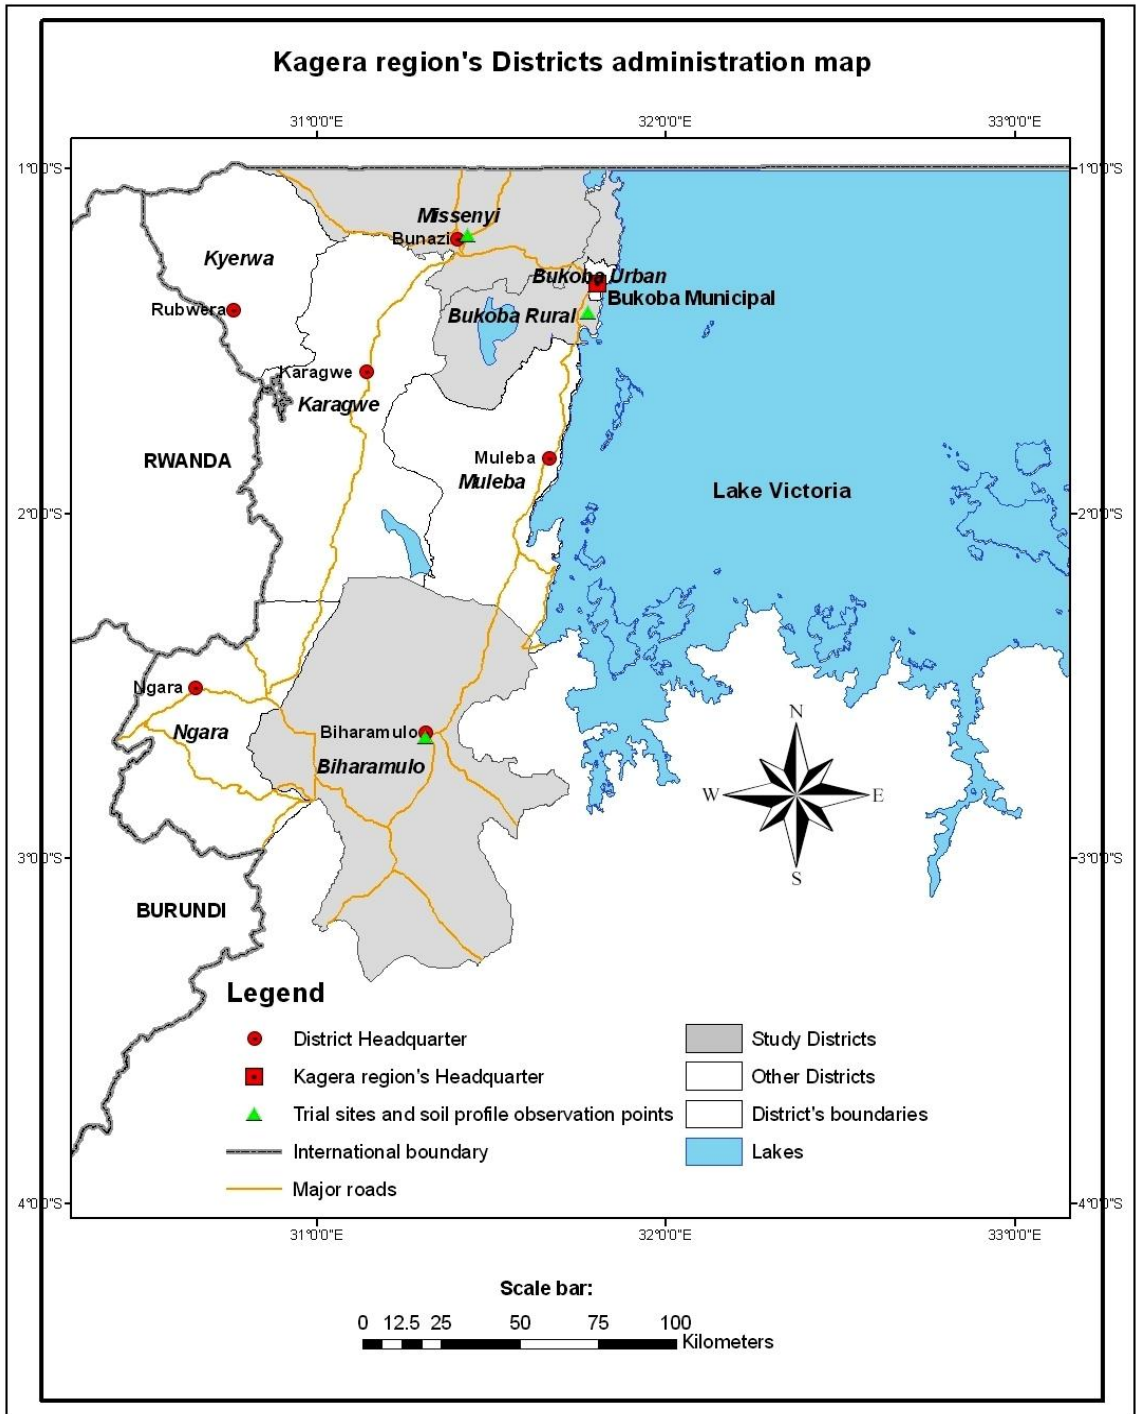 Kagera region's Districts administration map
31°0'0"E 32°0'0"E 33°0'0"E
1°0'0"S 1°0'0"S
Missenyi
Bunazi
Kyerwa
Bukoba Urban
Bukoba Municipal
Rubwera
Bukoba Rural
Karagwe
Karagwe
RWANDA
Muleba
Muleba
Lake Victoria
2°0'0"S 2°0'0"S
Ngara
Ngara
Biharamulo
Biharamulo
N
W E
S
3°0'0"S 3°0'0"S
BURUNDI
Legend
District Headquarter
Kagera region's Headquarter
Trial sites and soil profile observation points
International boundary
Major roads
Study Districts
Other Districts
District's boundaries
Lakes
4°0'0"S 4°0'0"S
31°0'0"E 32°0'0"E 33°0'0"E
Scale bar:
0 12.5 25 50 75 100
Kilometers